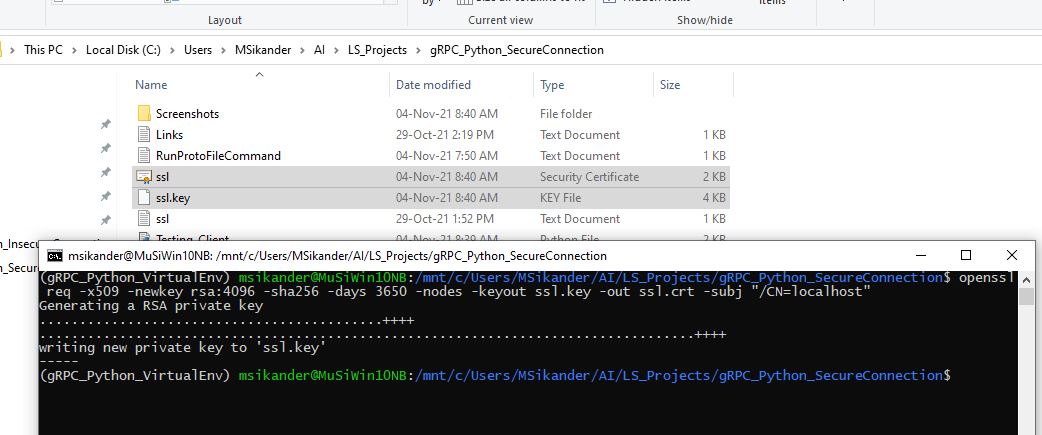 Layout
Current view
Show/hide
This PC > Local Disk (C:) > Users > MSikander > AI > LS_Projects > gRPC_Python_SecureConnection
Name Date modified Type Size
Screenshots 04-Nov-21 8:40 AM File folder
Links 29-Oct-21 2:19 PM Text Document 1 KB
RunProtoFileCommand 04-Nov-21 7:50 AM Text Document 1 KB
ssl 04-Nov-21 8:40 AM Security Certificate 2 KB
ssl.key 04-Nov-21 8:40 AM KEY File 4 KB
ssl 29-Oct-21 1:52 PM Text Document 1 KB
Testing_Client 04-Nov-21 8:39 AM Python File
msikander@MuSiWin10NB: /mnt/c/Users/MSikander/AI/LS_Projects/gRPC_Python_SecureConnection
(gRPC_Python_VirtualEnv) msikander@MuSiWin10NB:/mnt/c/Users/MSikander/AI/LS_Projects/gRPC_Python_SecureConnection$ openssl
req -x509 -newkey rsa:4096 -sha256 -days 3650 -nodes -keyout ssl.key -out ssl.crt -subj "/CN=localhost"
Generating a RSA private key
...........................................++++
..................................................................................++++
writing new private key to 'ssl.key'
-----
(gRPC_Python_VirtualEnv) msikander@MuSiWin10NB:/mnt/c/Users/MSikander/AI/LS_Projects/gRPC_Python_SecureConnection$